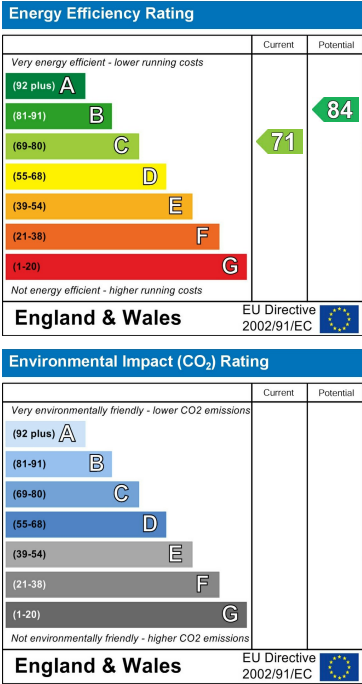 Energy Efficiency Rating
Current Potential
Very energy efficient - lower running costs
(92 plus) A
(81-91) B
84
(69-80) C
71
(55-68) D
(39-54) E
(21-38) F
(1-20) G
Not energy efficient - higher running costs
England & Wales
EU Directive
2002/91/EC
Environmental Impact (CO₂) Rating
Current Potential
Very environmentally friendly - lower CO2 emissions
(92 plus) A
(81-91) B
(69-80) C
(55-68) D
(39-54) E
(21-38) F
(1-20) G
Not environmentally friendly - higher CO2 emissions
England & Wales
EU Directive
2002/91/EC